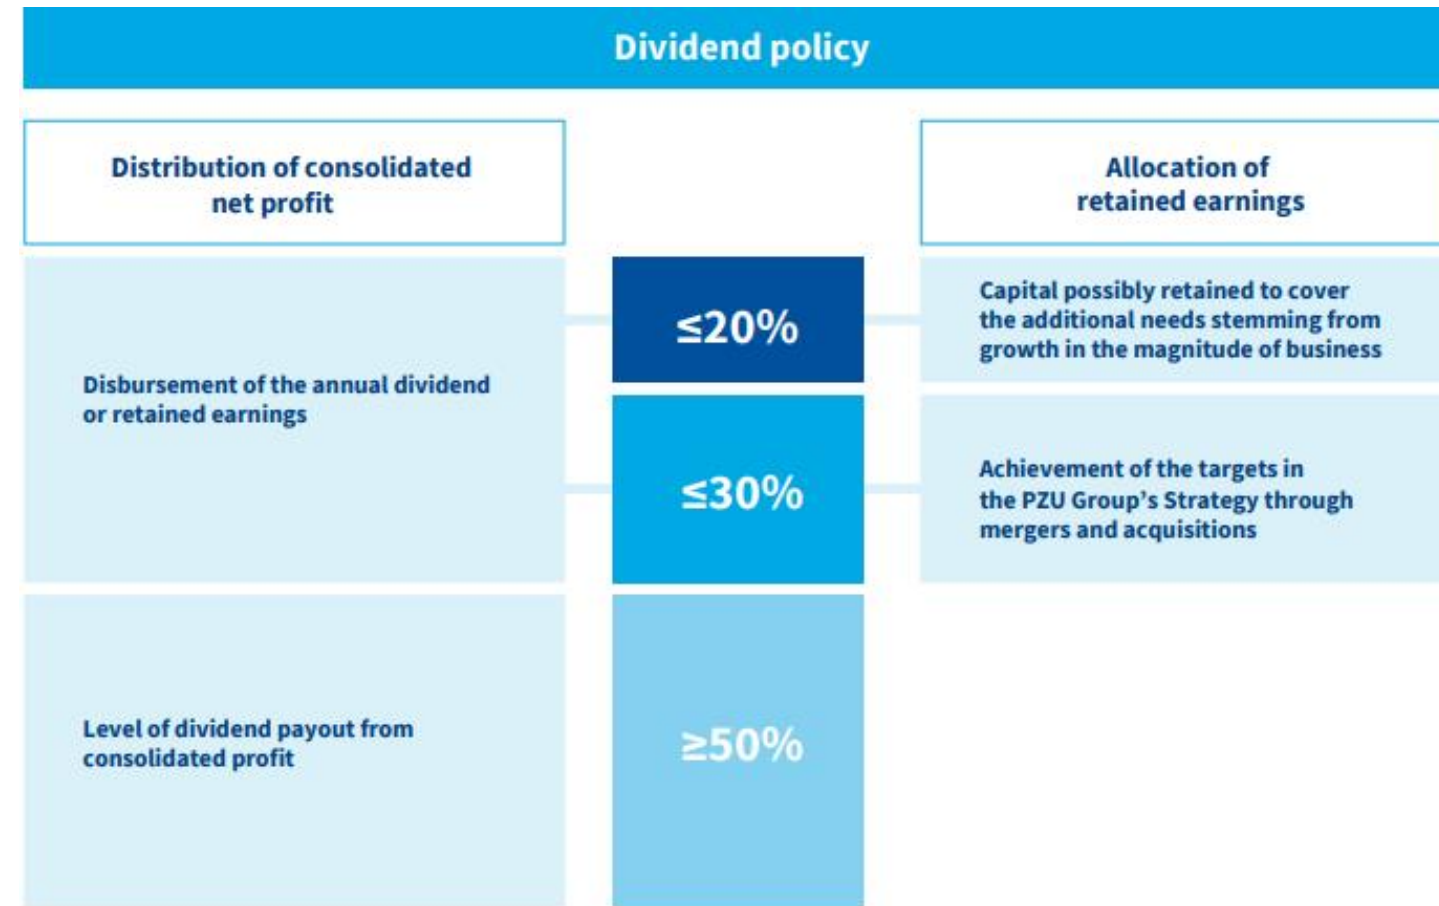 Dividend policy
Distribution of consolidated
net profit
Allocation of
retained earnings
Disbursement of the annual dividend
or retained earnings
≤20%
Capital possibly retained to cover
the additional needs stemming from
growth in the magnitude of business
≤30%
Achievement of the targets in
the PZU Group’s Strategy through
mergers and acquisitions
Level of dividend payout from
consolidated profit
≥50%